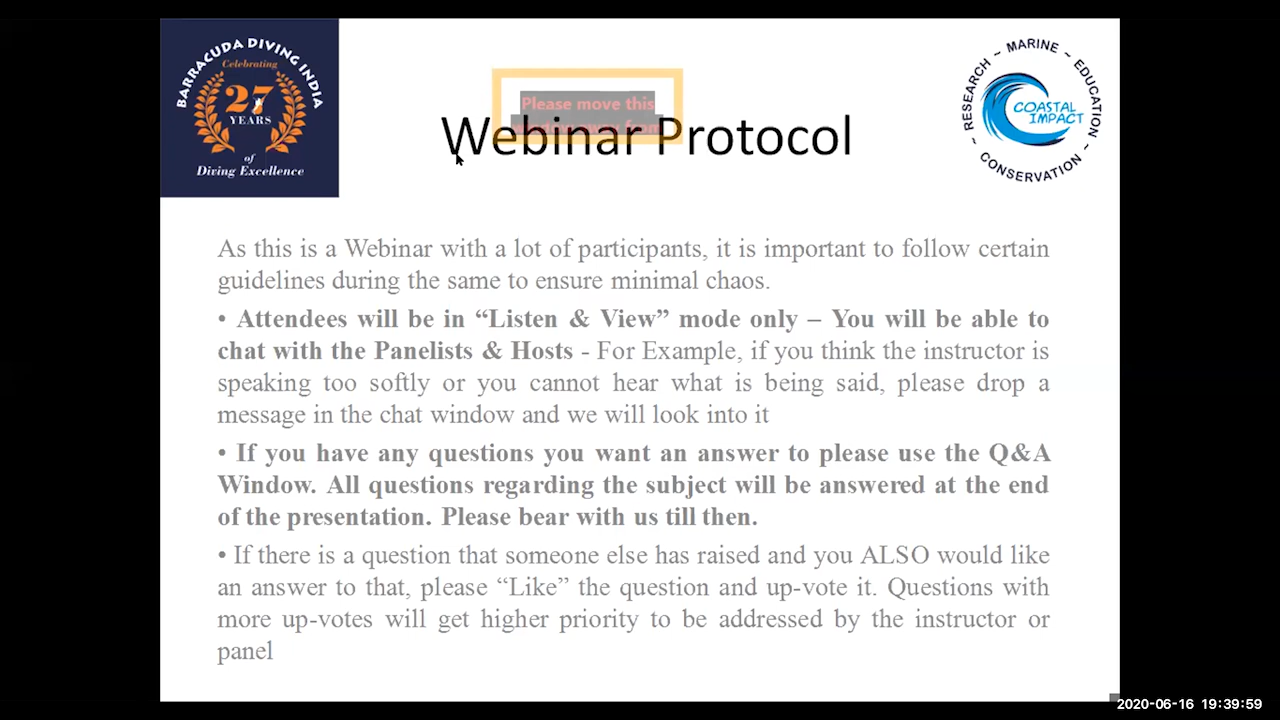 BARRACUDA DIVING INDIA
Celebrating
27
YEARS
of
Diving Excellence
Please move this
window away from
Webinar Protocol
RESEARCH ~ MARINE ~ EDUCATION ~ CONSERVATION ~
COASTAL
IMPACT
As this is a Webinar with a lot of participants, it is important to follow certain
guidelines during the same to ensure minimal chaos.
• Attendees will be in “Listen & View” mode only – You will be able to
chat with the Panelists & Hosts - For Example, if you think the instructor is
speaking too softly or you cannot hear what is being said, please drop a
message in the chat window and we will look into it
• If you have any questions you want an answer to please use the Q&A
Window. All questions regarding the subject will be answered at the end
of the presentation. Please bear with us till then.
• If there is a question that someone else has raised and you ALSO would like
an answer to that, please “Like” the question and up-vote it. Questions with
more up-votes will get higher priority to be addressed by the instructor or
panel
2020-06-16 19:39:59